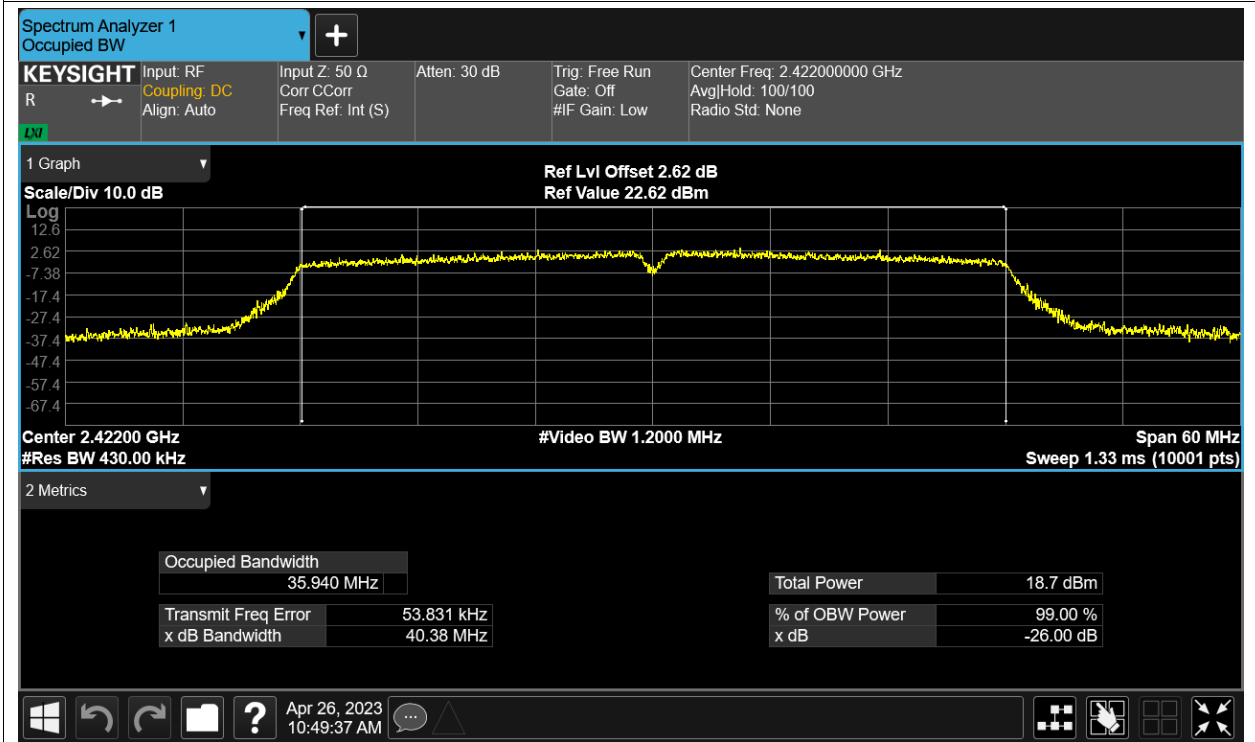 Spectrum Analyzer 1
Occupied BW
KEYSIGHT
R
LXI
Input: RF
Coupling: DC
Align: Auto
Input Z: 50 Ω
Corr CCorr
Freq Ref: Int (S)
Atten: 30 dB
Trig: Free Run
Gate: Off
#IF Gain: Low
Center Freq: 2.422000000 GHz
Avg|Hold: 100/100
Radio Std: None
1 Graph
Scale/Div 10.0 dB
Ref Lvl Offset 2.62 dB
Ref Value 22.62 dBm
Log
12.6
2.62
-7.38
-17.4
-27.4
-37.4
-47.4
-57.4
-67.4
Center 2.42200 GHz
#Video BW 1.2000 MHz
Span 60 MHz
#Res BW 430.00 kHz
Sweep 1.33 ms (10001 pts)
2 Metrics
Occupied Bandwidth
35.940 MHz
Transmit Freq Error 53.831 kHz
x dB Bandwidth 40.38 MHz
Total Power 18.7 dBm
% of OBW Power 99.00 %
x dB -26.00 dB
?
Apr 26, 2023
10:49:37 AM